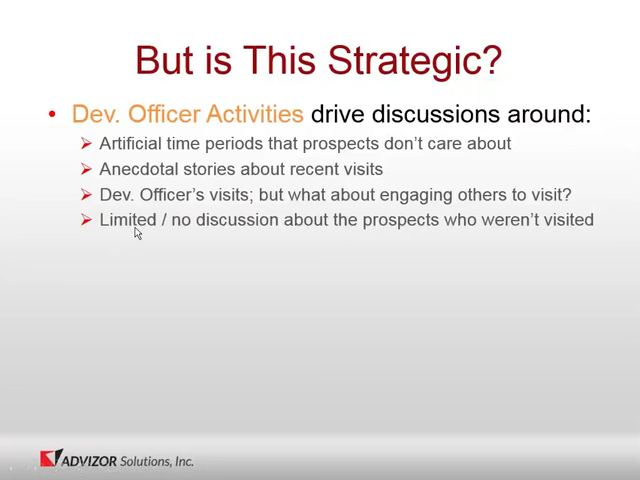 But is This Strategic?
• Dev. Officer Activities drive discussions around:
Artificial time periods that prospects don't care about
Anecdotal stories about recent visits
Dev. Officer's visits; but what about engaging others to visit?
Limited / no discussion about the prospects who weren't visited
ADVIZOR Solutions, Inc.